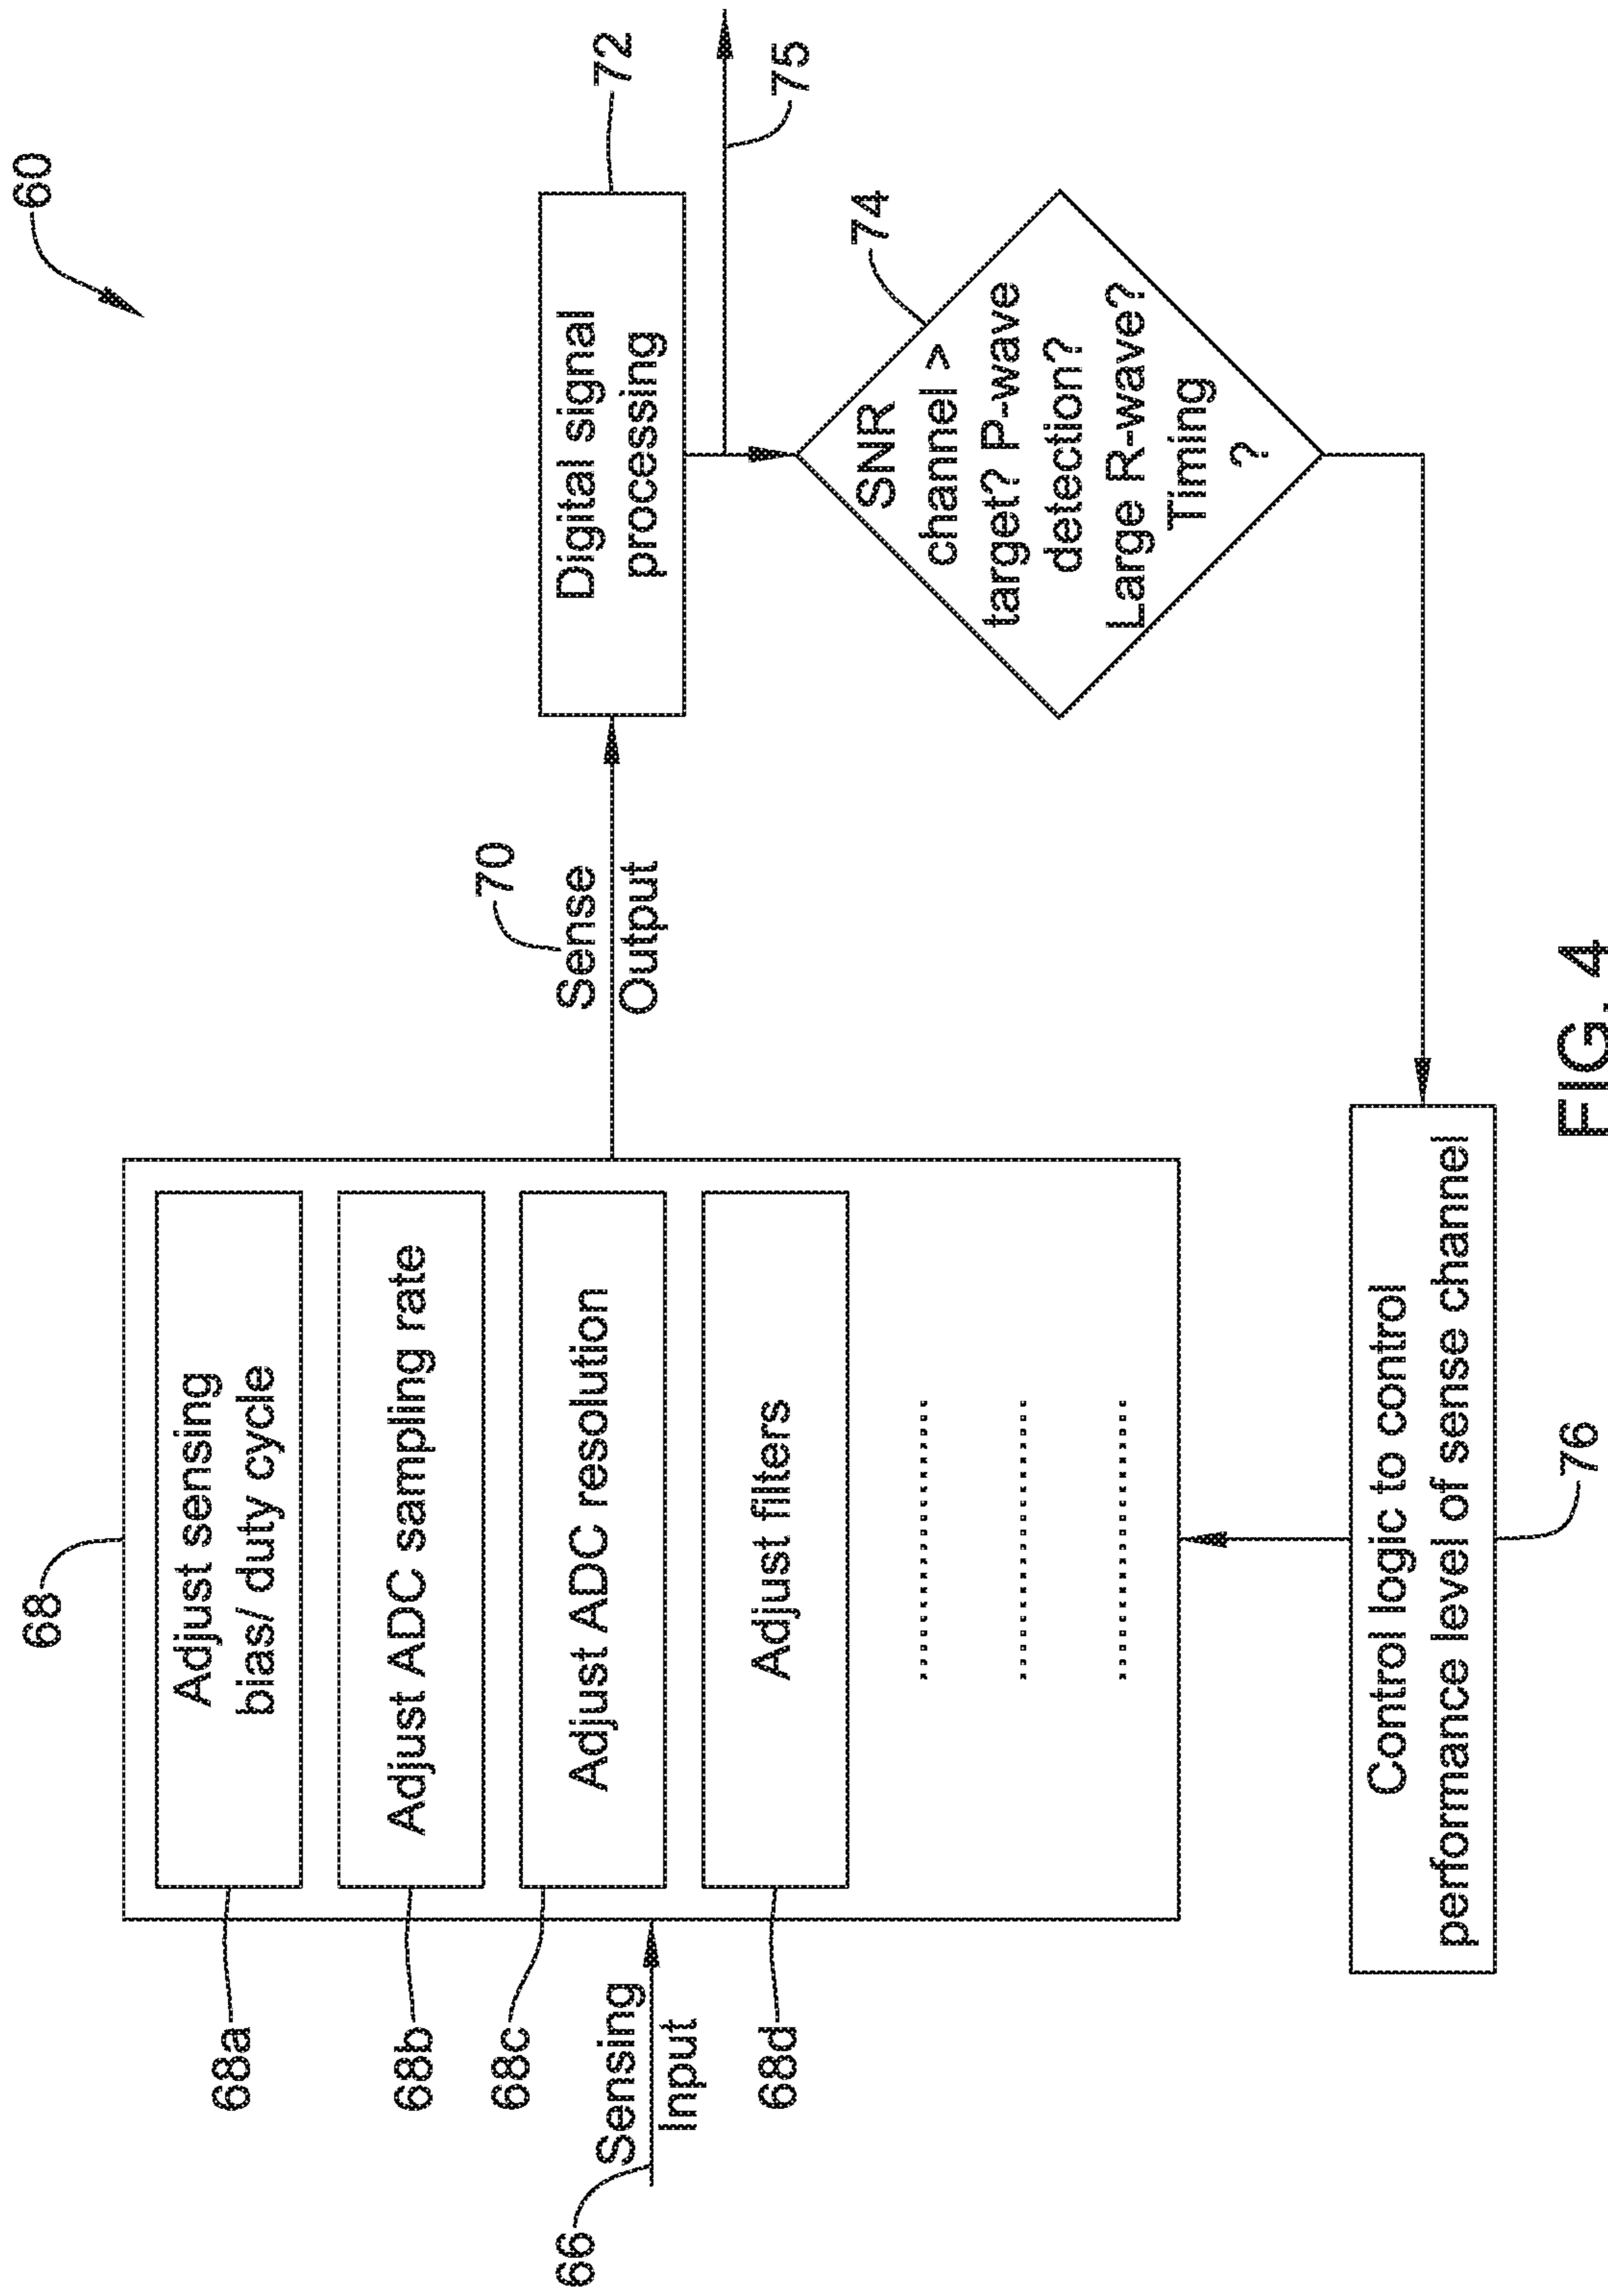 60
68
Adjust sensing
bias/ duty cycle
68a
Adjust ADC sampling rate
68b
Adjust ADC resolution
68c
Adjust filters
68d
66
Sensing
Input
70
Sense
Output
Digital signal
processing
72
75
74
SNR
channel >
target? P-wave
detection?
Large R-wave?
Timing
?
Control logic to control
performance level of sense channel
76
FIG. 4